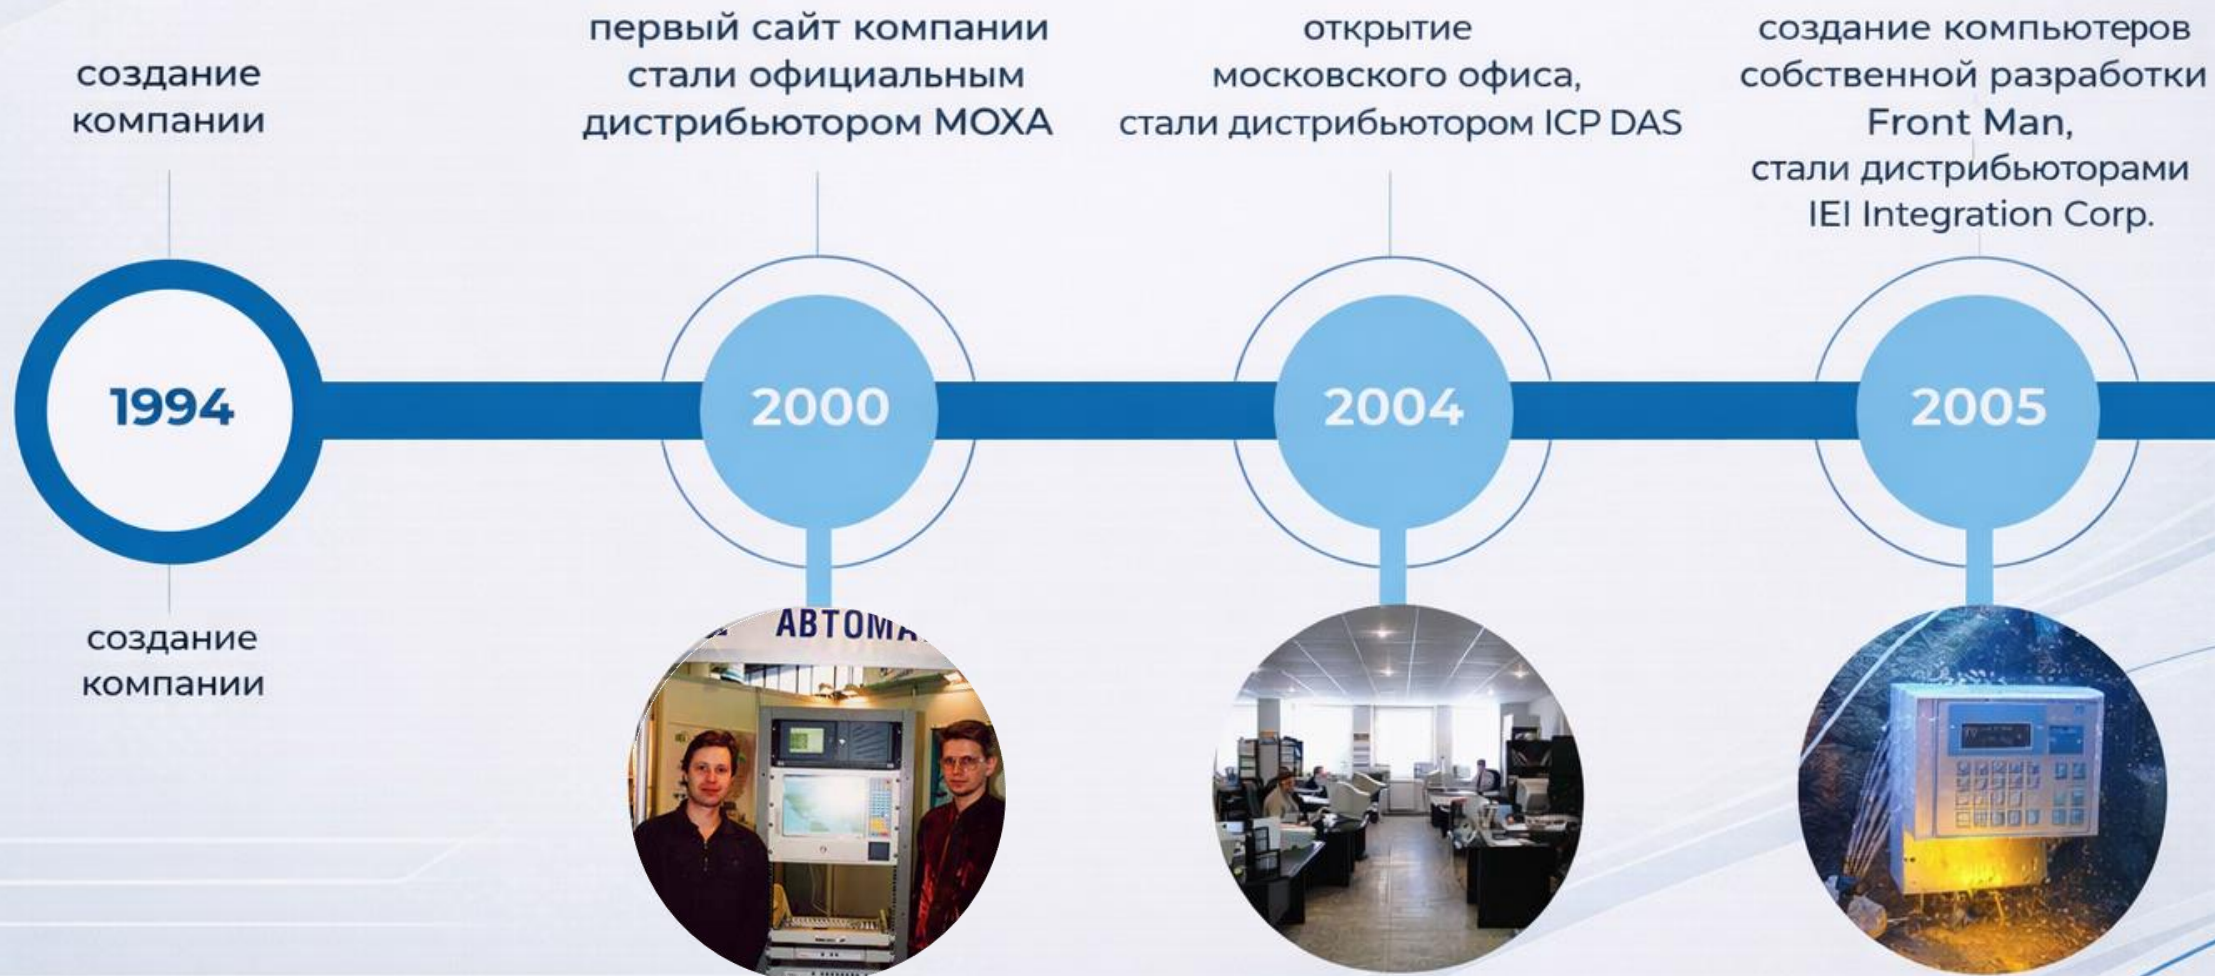 создание
компании
первый сайт компании
стали официальным
дистрибьютором MOXA
открытие
московского офиса,
стали дистрибьютором ICP DAS
создание компьютеров
собственной разработки
Front Man,
стали дистрибьюторами
IEI Integration Corp.
1994
2000
2004
2005
создание
компании